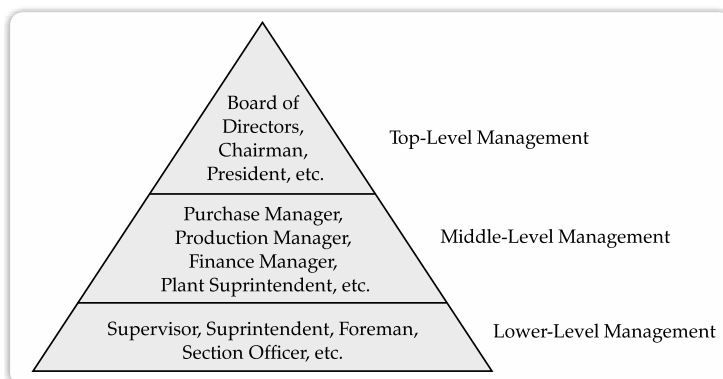 Board of
Directors,
Chairman,
President, etc.
Top-Level Management
Purchase Manager,
Production Manager,
Finance Manager,
Plant Suprintendent, etc.
Middle-Level Management
Supervisor, Suprintendent, Foreman,
Section Officer, etc.
Lower-Level Management